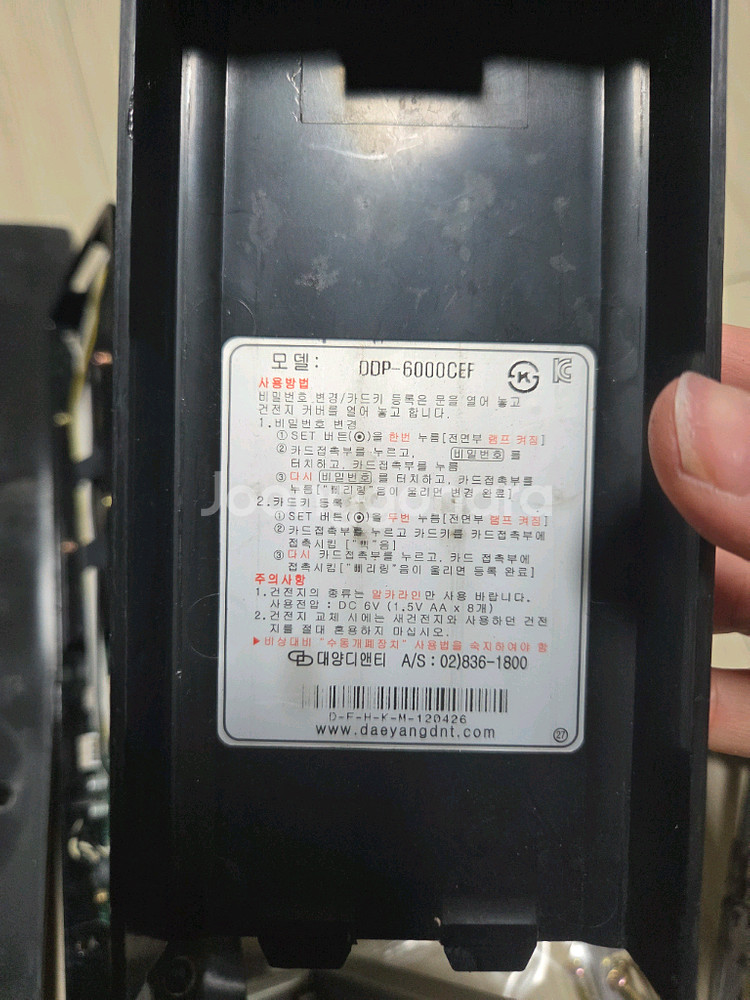 모델: DDP-6000CEF
사용방법
비밀번호 변경/카드키 등록은 문을 열어 놓고
건전지 커버를 열어 놓고 합니다.
1.비밀번호 변경
①SET 버튼(⊙)을 한번 누름[전면부 램프 켜짐]
②카드접촉부를 누르고, 비밀번호 를
터치하고, 카드접촉부를 누름
③다시 비밀번호 를 터치하고, 카드접촉부를
누름["삐리링"음이 울리면 변경 완료]
2.카드키 등록
①SET 버튼(⊙)을 두번 누름[전면부 램프 켜짐]
②카드접촉부를 누르고 카드키를 카드접촉부에
접촉시킴["삑"음]
③다시 카드접촉부를 누르고, 카드 접촉부에
접촉시킴["삐리링"음이 울리면 등록 완료]
주의사항
1.건전지의 종류는 알카라인만 사용 바랍니다.
사용전압 : DC 6V (1.5V AA x 8개)
2.건전지 교체 시에는 새건전지와 사용하던 건전
지를 절대 혼용하지 마십시오.
▶비상대비 "수동개폐장치" 사용법을 숙지하여야 함
대양디앤티 A/S : 02)836-1800
D-F-H-K-M-120426
www.daeyangdnt.com
27